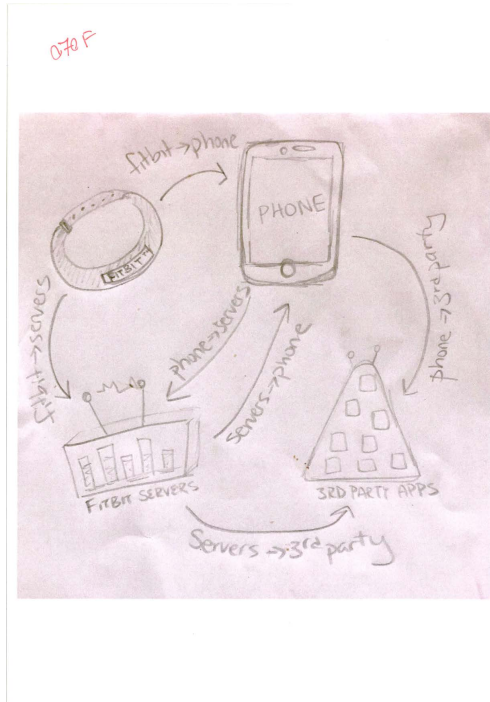 070F
fitbit→phone
PHONE
FITBIT
fitbit→servers
phone→servers
servers→phone
phone→3rd party
FITBIT SERVERS
3RD PARTY APPS
Servers→3rd party